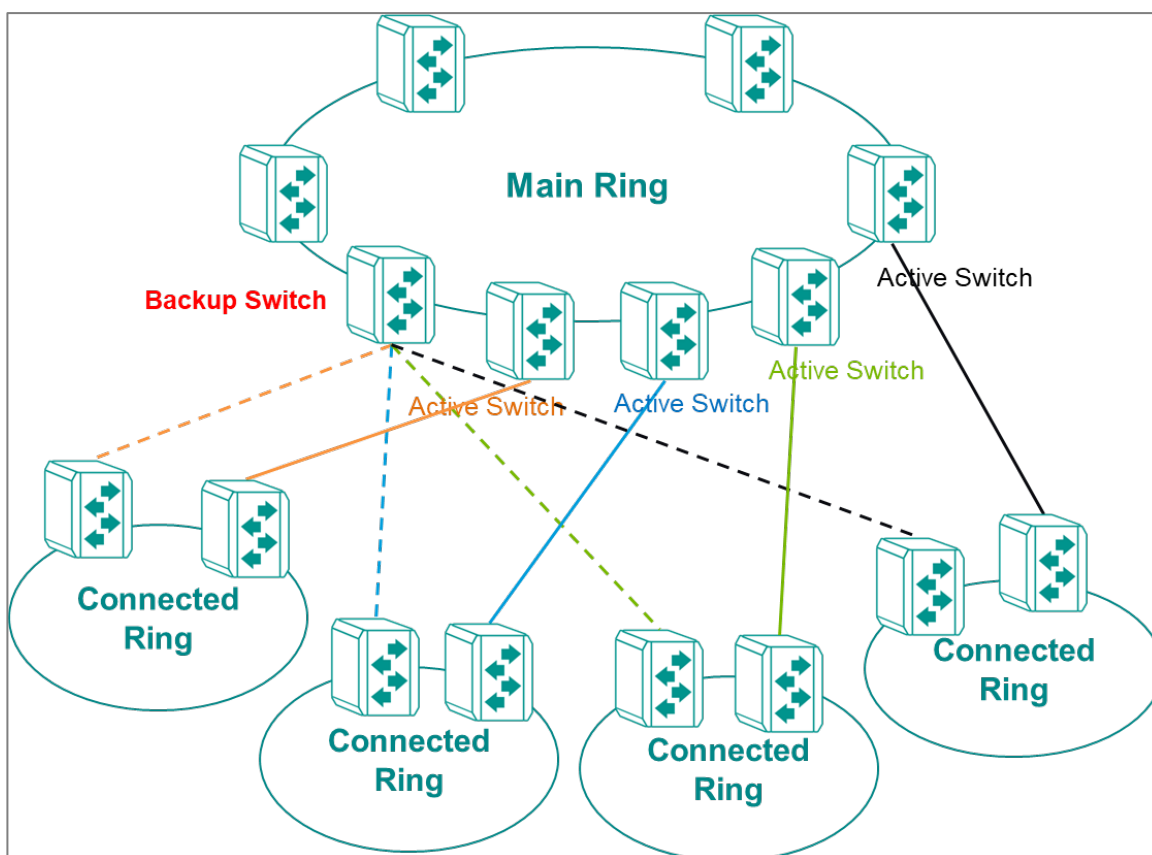 Main Ring
Active Switch
Backup Switch
Active Switch
Active Switch
Active Switch
Connected
Ring
Connected
Ring
Connected
Ring
Connected
Ring